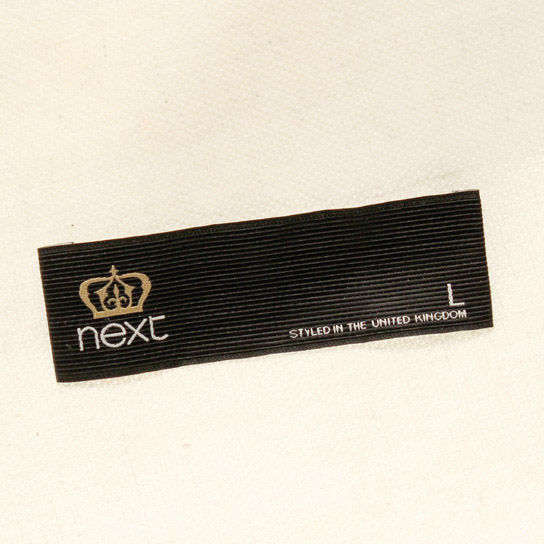 next
L
STYLED IN THE UNITED KINGDOM